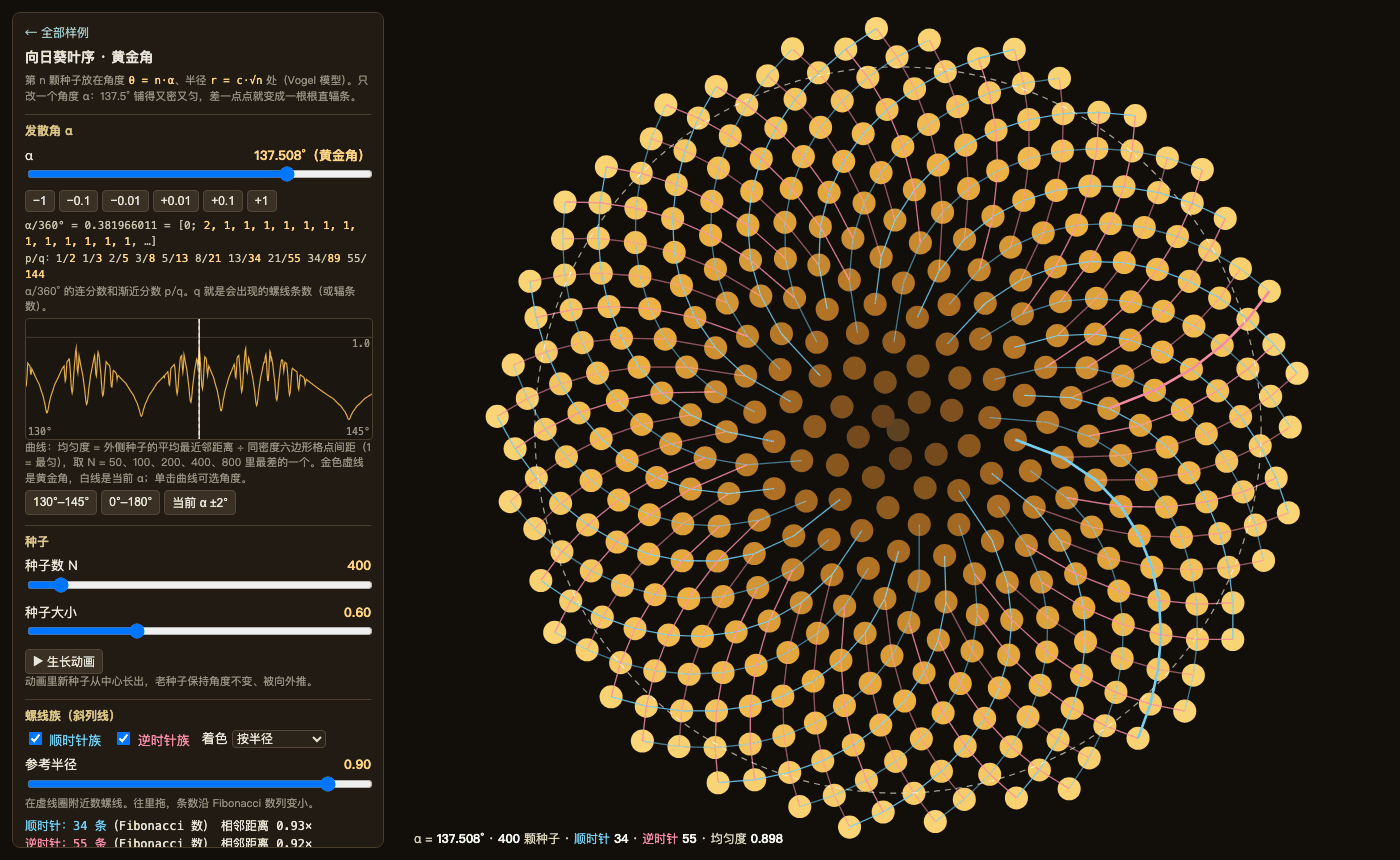 ← 全部样例
向日葵叶序 · 黄金角
第 n 颗种子放在角度 θ = n·α、半径 r = c·√n 处（Vogel 模型）。只
改一个角度 α：137.5° 铺得又密又匀，差一点点就变成一根根直辐条。
发散角 α
α 137.508°（黄金角）
−1 −0.1 −0.01 +0.01 +0.1 +1
α/360° = 0.381966011 = [0; 2, 1, 1, 1, 1, 1, 1, 1,
1, 1, 1, 1, 1, 1, …]
p/q: 1/2 1/3 2/5 3/8 5/13 8/21 13/34 21/55 34/89 55/
144
α/360° 的连分数和渐近分数 p/q。q 就是会出现的螺线条数（或辐条
数）。
1.0
130° 145°
曲线：均匀度 = 外侧种子的平均最近邻距离 ÷ 同密度六边形格点间距（1
= 最匀），取 N = 50、100、200、400、800 里最差的一个。金色虚线
是黄金角，白线是当前 α；单击曲线可选角度。
130°–145° 0°–180° 当前 α ±2°
种子
种子数 N 400
种子大小 0.60
▶ 生长动画
动画里新种子从中心长出，老种子保持角度不变、被向外推。
螺线族（斜列线）
顺时针族 逆时针族 着色 按半径
参考半径 0.90
在虚线圈附近数螺线。往里拖，条数沿 Fibonacci 数列变小。
顺时针：34 条 (Fibonacci 数) 相邻距离 0.93×
逆时针：55 条 (Fibonacci 数) 相邻距离 0.92×
α = 137.508° · 400 颗种子 · 顺时针 34 · 逆时针 55 · 均匀度 0.898